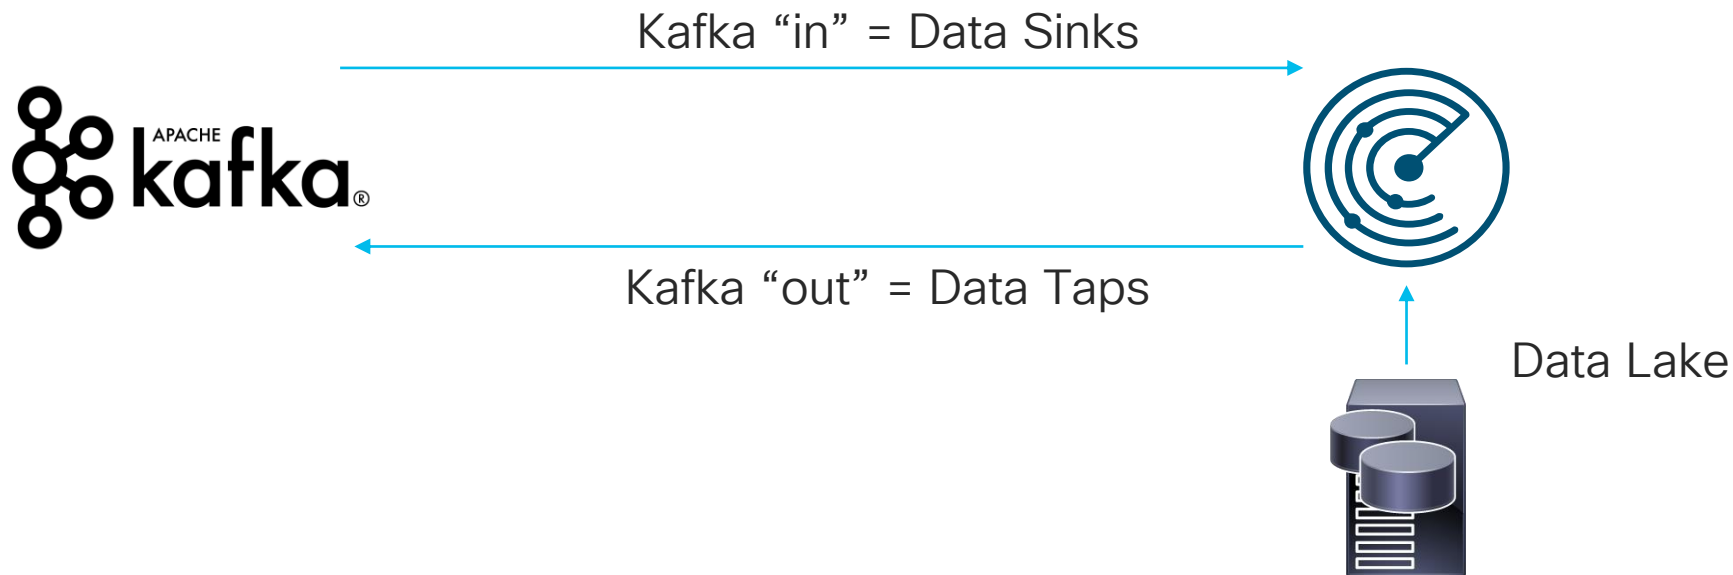 Kafka “in” = Data Sinks
APACHE
kafka®
Kafka “out” = Data Taps
Data Lake